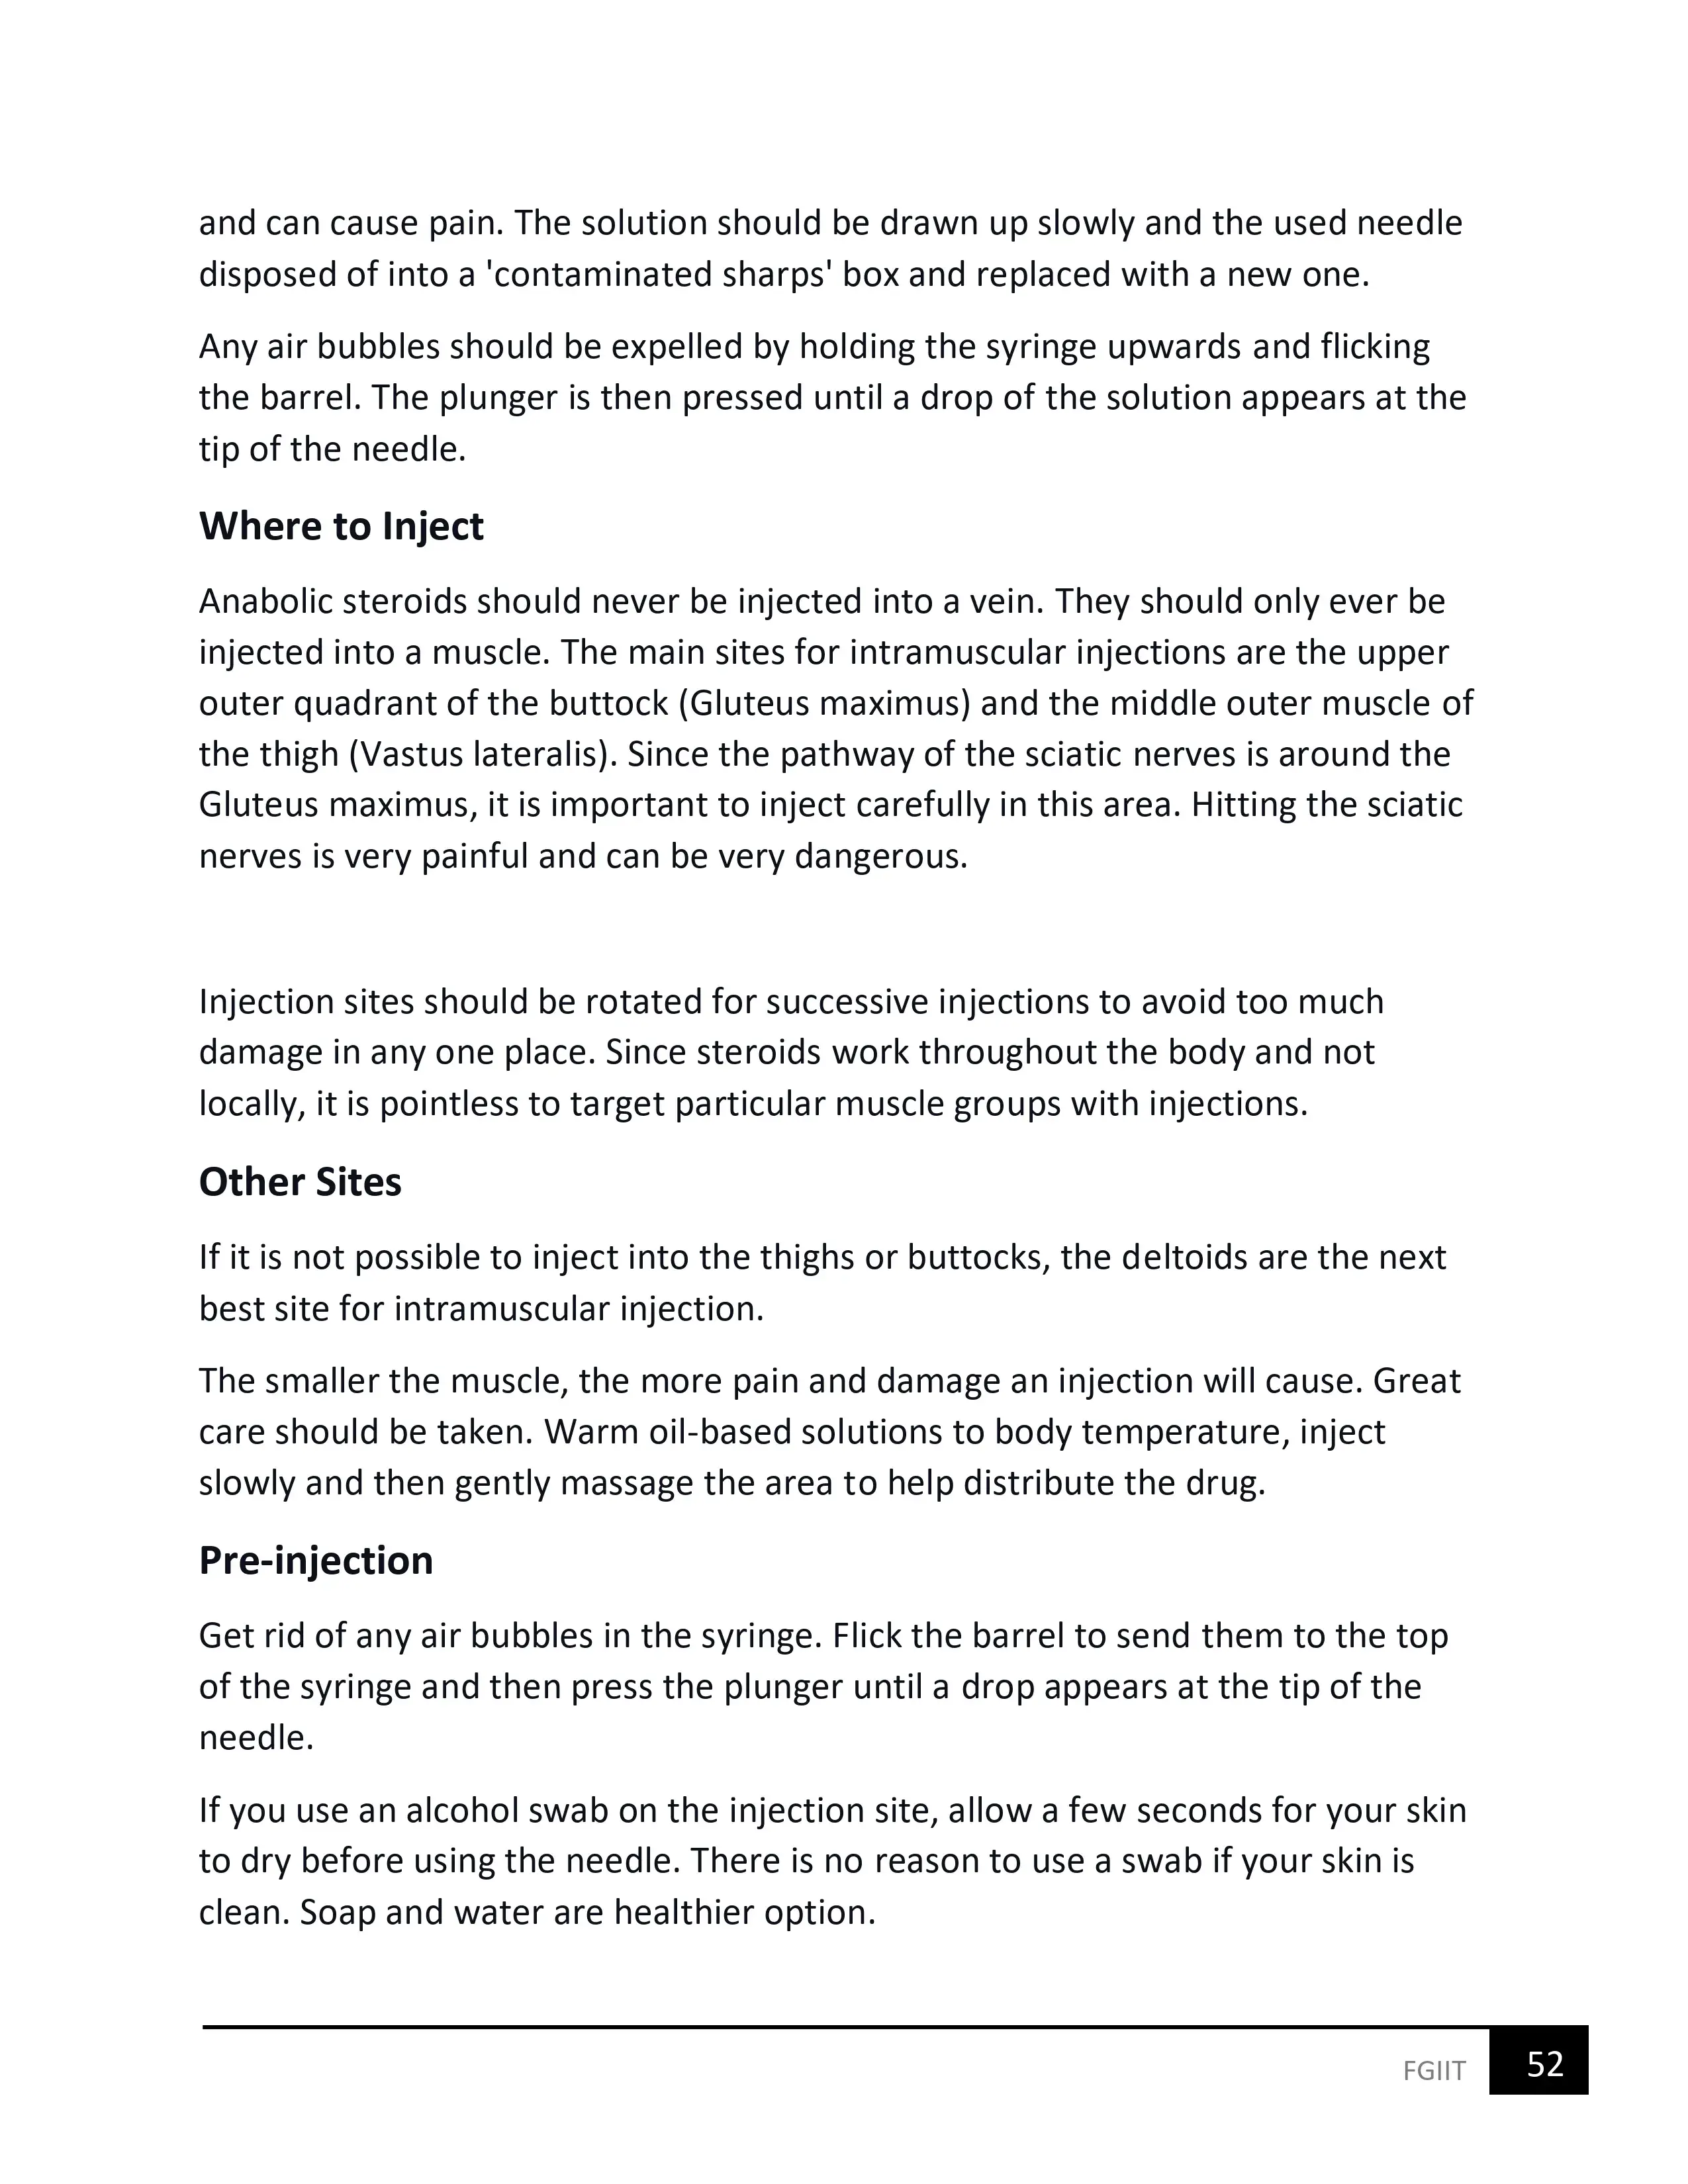 and can cause pain. The solution should be drawn up slowly and the used needle
disposed of into a 'contaminated sharps' box and replaced with a new one.
Any air bubbles should be expelled by holding the syringe upwards and flicking
the barrel. The plunger is then pressed until a drop of the solution appears at the
tip of the needle.
Where to Inject
Anabolic steroids should never be injected into a vein. They should only ever be
injected into a muscle. The main sites for intramuscular injections are the upper
outer quadrant of the buttock (Gluteus maximus) and the middle outer muscle of
the thigh (Vastus lateralis). Since the pathway of the sciatic nerves is around the
Gluteus maximus, it is important to inject carefully in this area. Hitting the sciatic
nerves is very painful and can be very dangerous.
Injection sites should be rotated for successive injections to avoid too much
damage in any one place. Since steroids work throughout the body and not
locally, it is pointless to target particular muscle groups with injections.
Other Sites
If it is not possible to inject into the thighs or buttocks, the deltoids are the next
best site for intramuscular injection.
The smaller the muscle, the more pain and damage an injection will cause. Great
care should be taken. Warm oil-based solutions to body temperature, inject
slowly and then gently massage the area to help distribute the drug.
Pre-injection
Get rid of any air bubbles in the syringe. Flick the barrel to send them to the top
of the syringe and then press the plunger until a drop appears at the tip of the
needle.
If you use an alcohol swab on the injection site, allow a few seconds for your skin
to dry before using the needle. There is no reason to use a swab if your skin is
clean. Soap and water are healthier option.
FGIIT 52